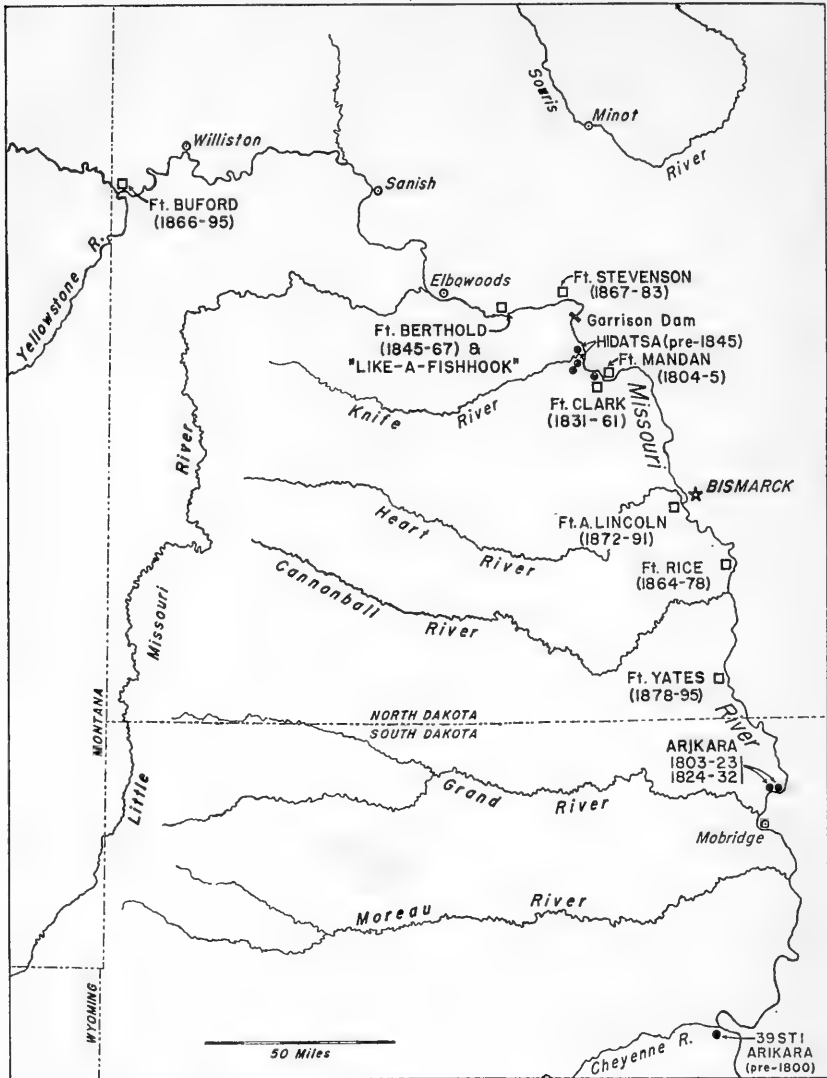 Souris
Minot
River
Williston
Sanish
Ft. BUFORD
(1866-95)
Yellowstone R.
Elbowoods
Ft. STEVENSON
(1867-83)
Garrison Dam
Ft. BERTHOLD
(1845-67) &
"LIKE-A-FISHHOOK"
HIDATSA (pre-1845)
Ft. MANDAN
(1804-5)
Knife River
Ft. CLARK
(1831-61)
Missouri
River
BISMARCK
Heart River
Ft. A. LINCOLN
(1872-91)
Ft. RICE
(1864-78)
Cannonball River
Missouri
Ft. YATES
(1878-95)
NORTH DAKOTA
SOUTH DAKOTA
MONTANA
River
ARIKARA
1803-23
1824-32
Little
Grand River
Mobridge
Moreau River
WYOMING
50 Miles
Cheyenne R.
39ST1
ARIKARA
(pre-1800)